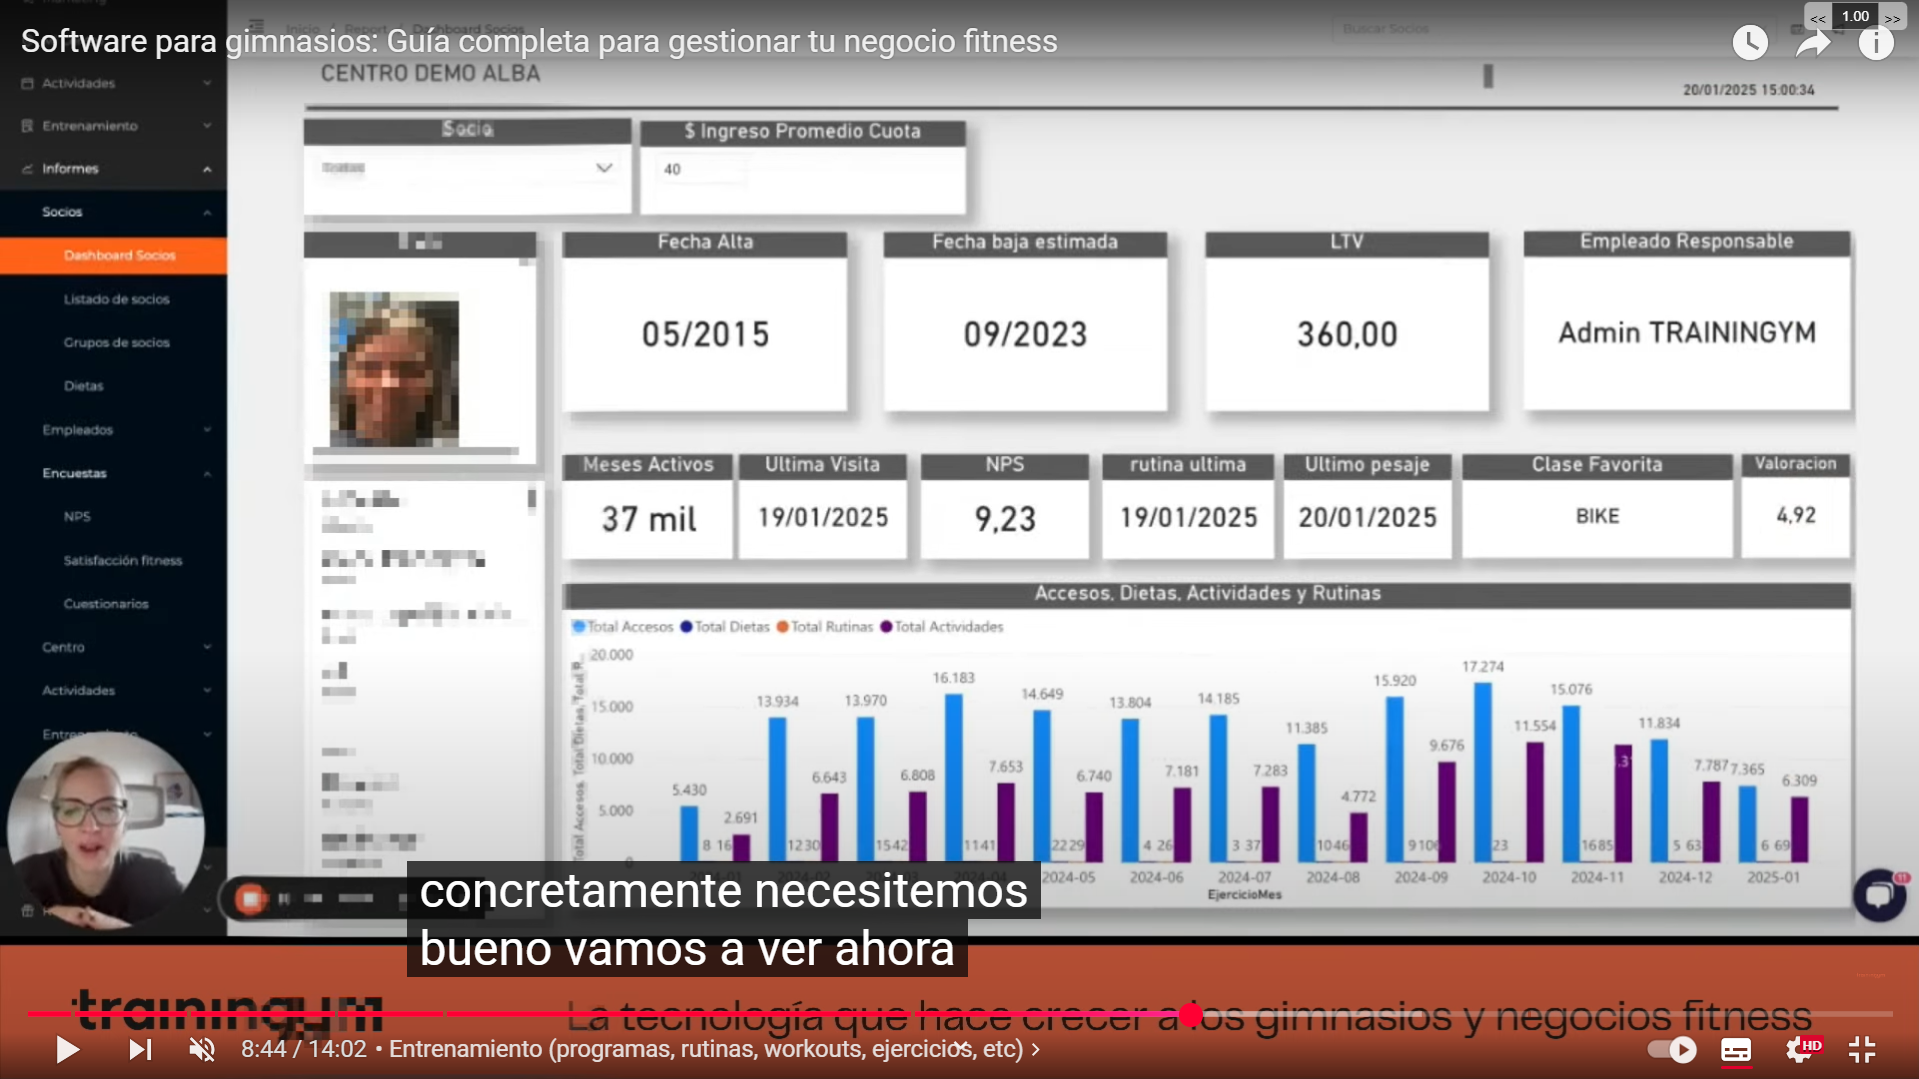 << 1.00 >>
Software para gimnasios: Guía completa para gestionar tu negocio fitness
Buscar Socios
CENTRO DEMO ALBA
20/01/2025 15:00:34
Actividades
Entrenamiento
Informes
Socios
Dashboard Socios
Listado de socios
Grupos de socios
Dietas
Empleados
Encuestas
NPS
Satisfacción fitness
Cuestionarios
Centro
Actividades
Socio
$ Ingreso Promedio Cuota
40
Fecha Alta
05/2015
Fecha baja estimada
09/2023
LTV
360,00
Empleado Responsable
Admin TRAININGYM
Meses Activos
37 mil
Ultima Visita
19/01/2025
NPS
9,23
rutina ultima
19/01/2025
Ultimo pesaje
20/01/2025
Clase Favorita
BIKE
Valoracion
4,92
Accesos, Dietas, Actividades y Rutinas
Total Accesos Total Dietas Total Rutinas Total Actividades
20.000
15.000
10.000
5.000
0
5.430 13.934 13.970 16.183 14.649 13.804 14.185 11.385 15.920 17.274 15.076 11.834 7.365
2.691 6.643 6.808 7.653 6.740 7.181 7.283 4.772 9.676 11.554 7.787 6.309
2024-05 2024-06 2024-07 2024-08 2024-09 2024-10 2024-11 2024-12 2025-01
EjercicioMes
concretamente necesitemos
bueno vamos a ver ahora
trainingym
La tecnología que hace crecer a los gimnasios y negocios fitness
8:44 / 14:02 • Entrenamiento (programas, rutinas, workouts, ejercicios, etc) >
HD